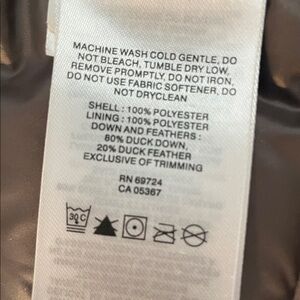 MACHINE WASH COLD GENTLE, DO
NOT BLEACH, TUMBLE DRY LOW,
REMOVE PROMPTLY, DO NOT IRON,
DO NOT USE FABRIC SOFTENER, DO
NOT DRYCLEAN
SHELL : 100% POLYESTER
LINING : 100% POLYESTER
DOWN AND FEATHERS :
80% DUCK DOWN,
20% DUCK FEATHER
EXCLUSIVE OF TRIMMING
RN 69724
CA 05367
30 C